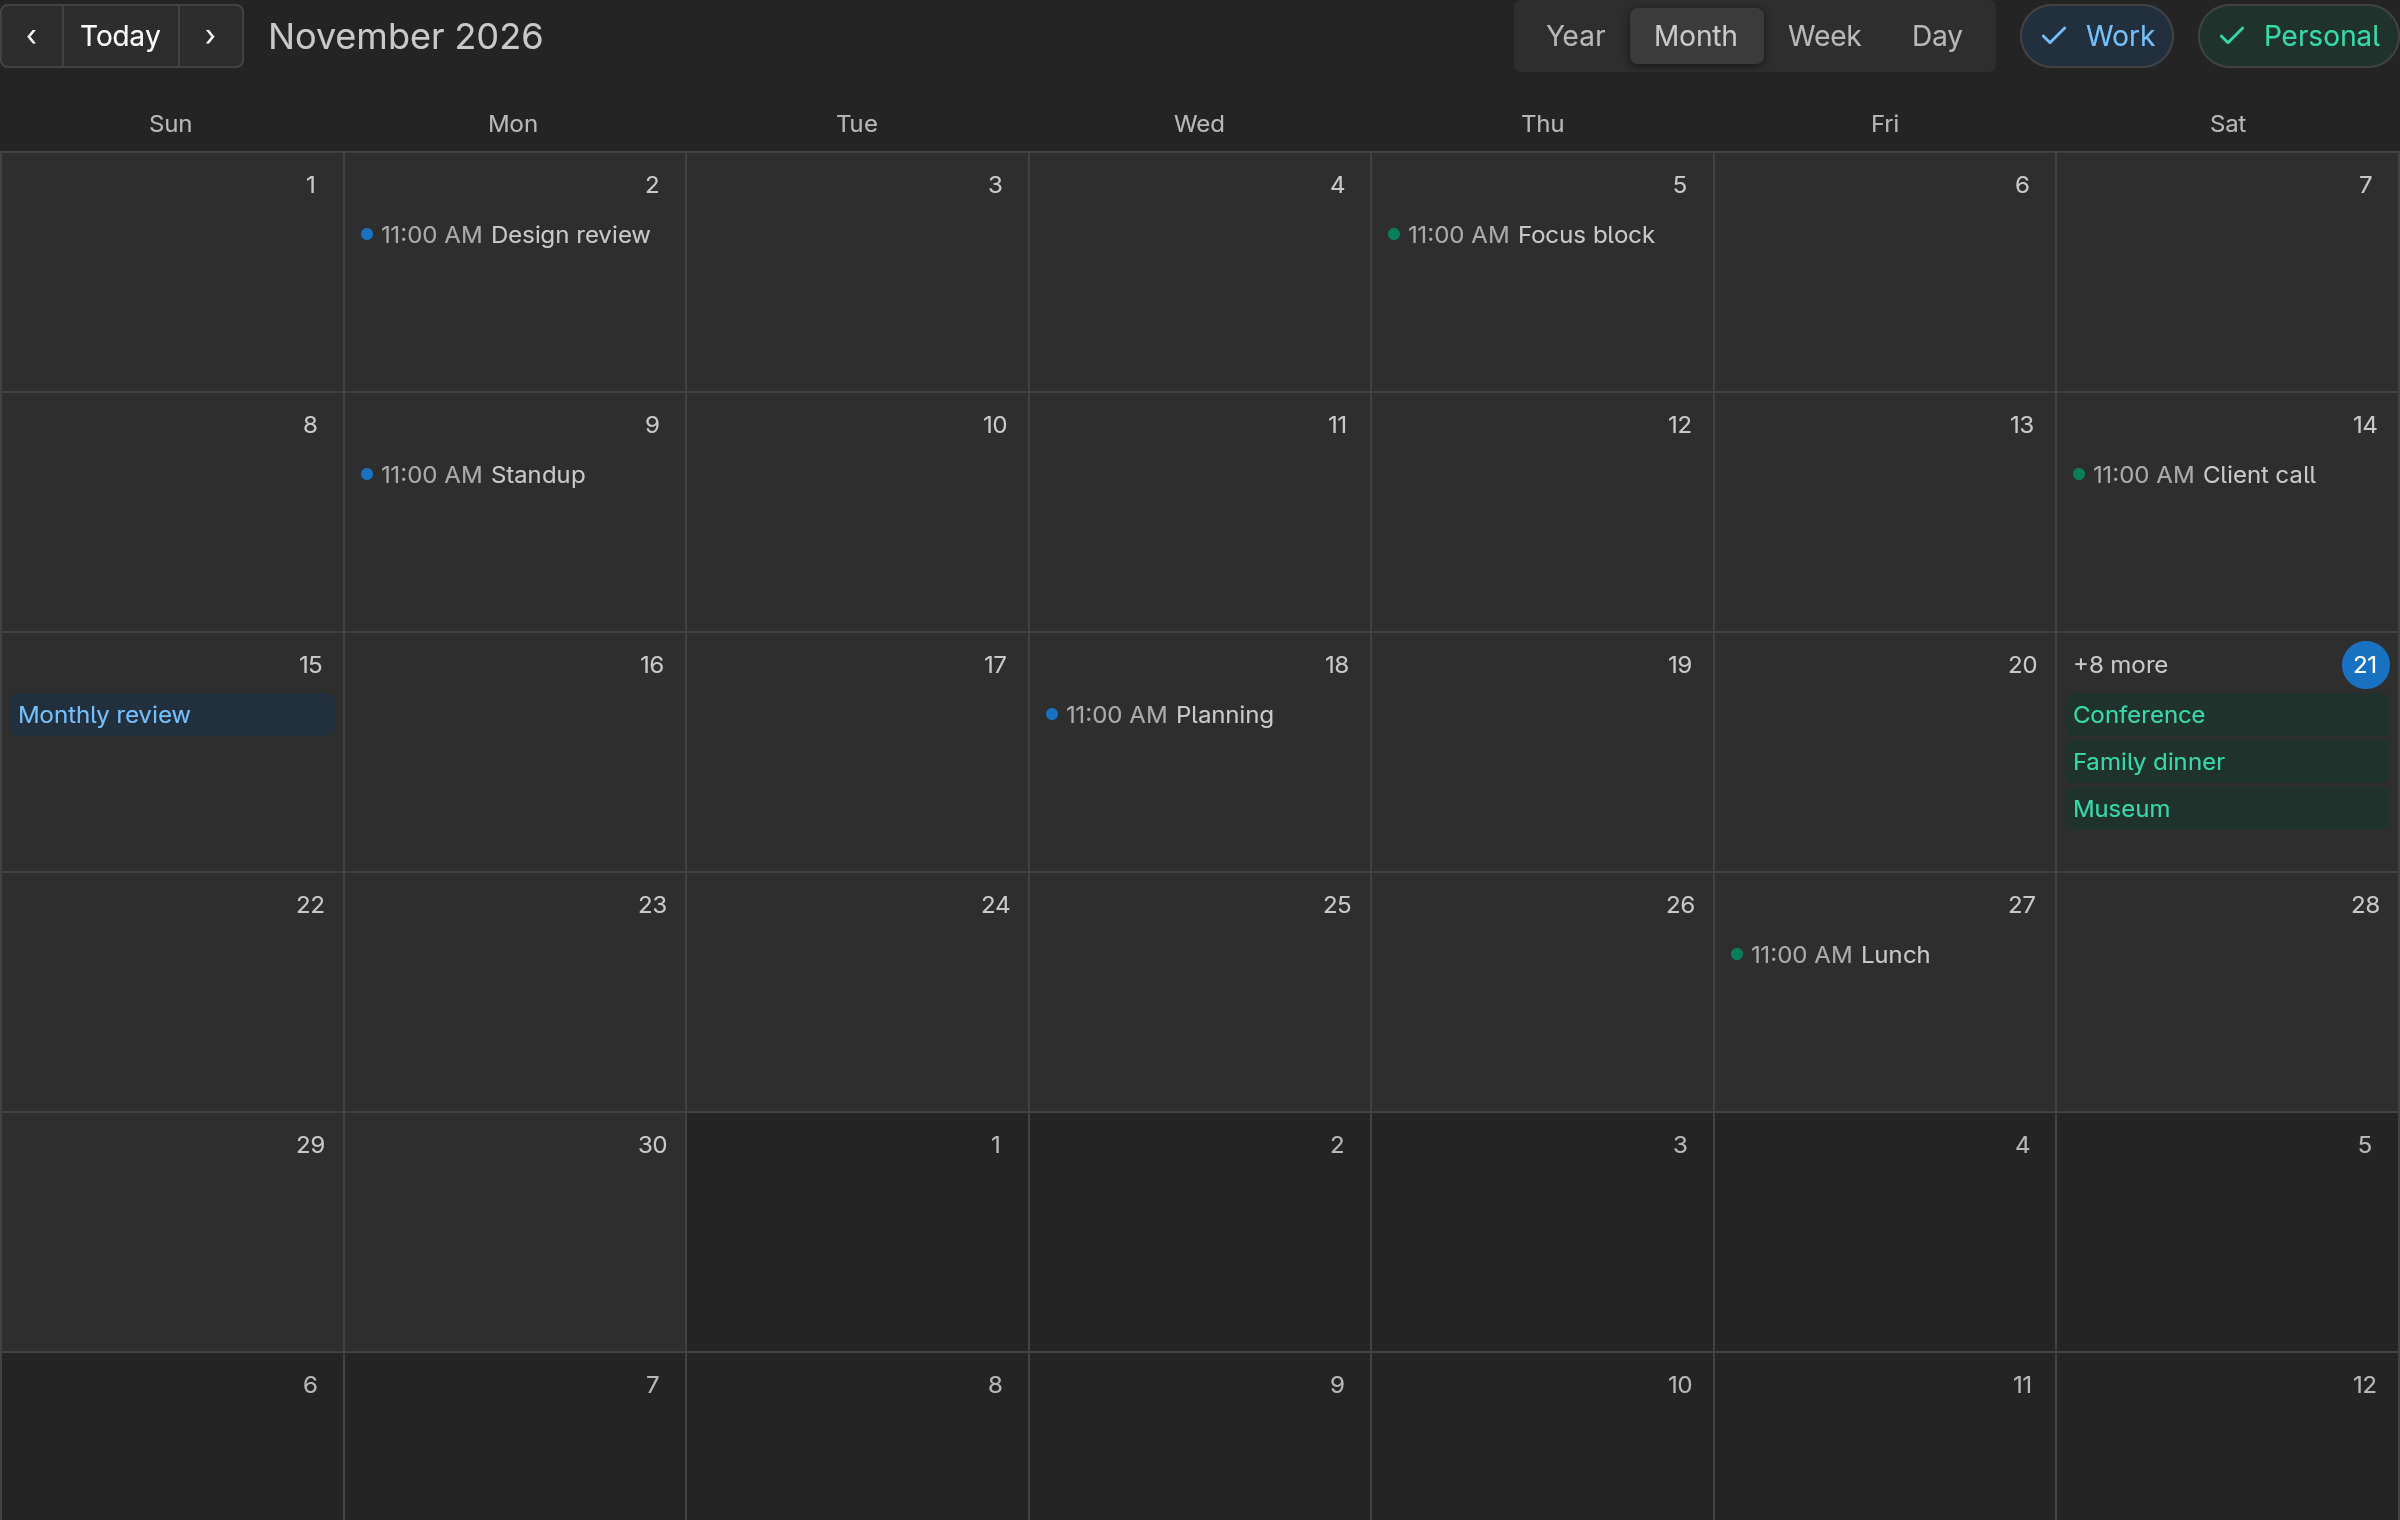 ‹ Today › November 2026 Year Month Week Day Work Personal
Sun Mon Tue Wed Thu Fri Sat
1 2 3 4 5 6 7
11:00 AM Design review 11:00 AM Focus block
8 9 10 11 12 13 14
11:00 AM Standup 11:00 AM Client call
15 16 17 18 19 20 +8 more 21
Monthly review 11:00 AM Planning Conference
Family dinner
Museum
22 23 24 25 26 27 28
11:00 AM Lunch
29 30 1 2 3 4 5
6 7 8 9 10 11 12